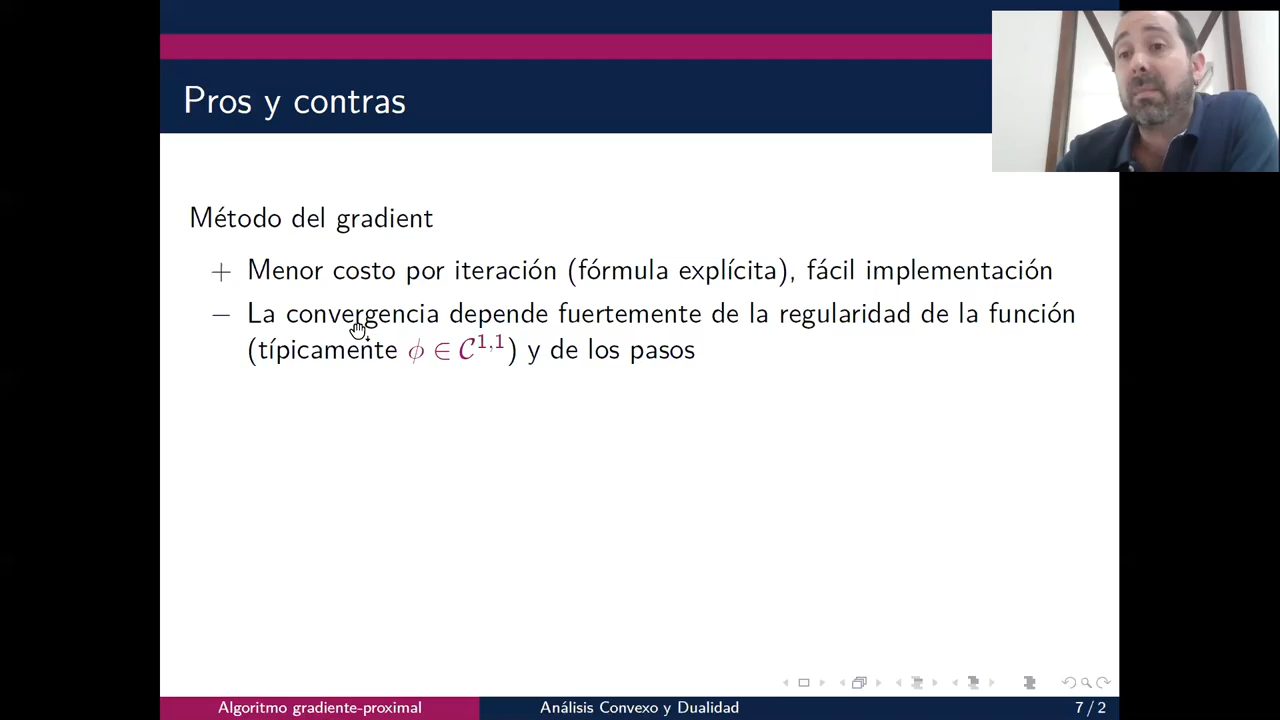 Pros y contras
Método del gradient
+ Menor costo por iteración (fórmula explícita), fácil implementación
− La convergencia depende fuertemente de la regularidad de la función
(típicamente ϕ ∈ 𝒞¹,¹) y de los pasos
Algoritmo gradiente-proximal
Análisis Convexo y Dualidad
7 / 2